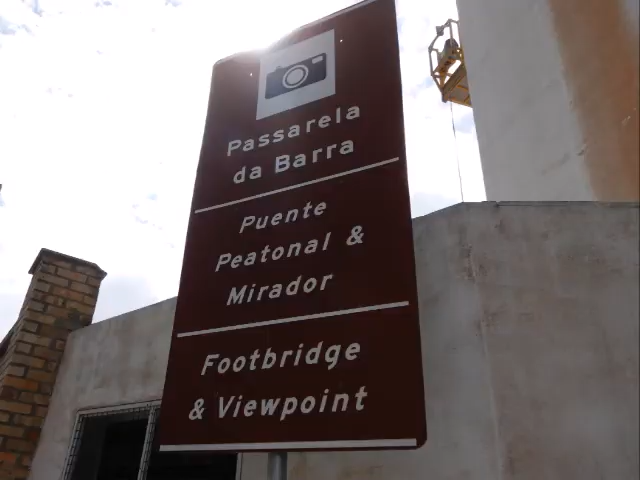 Passarela
da Barra
Puente
Peatonal &
Mirador
Footbridge
& Viewpoint